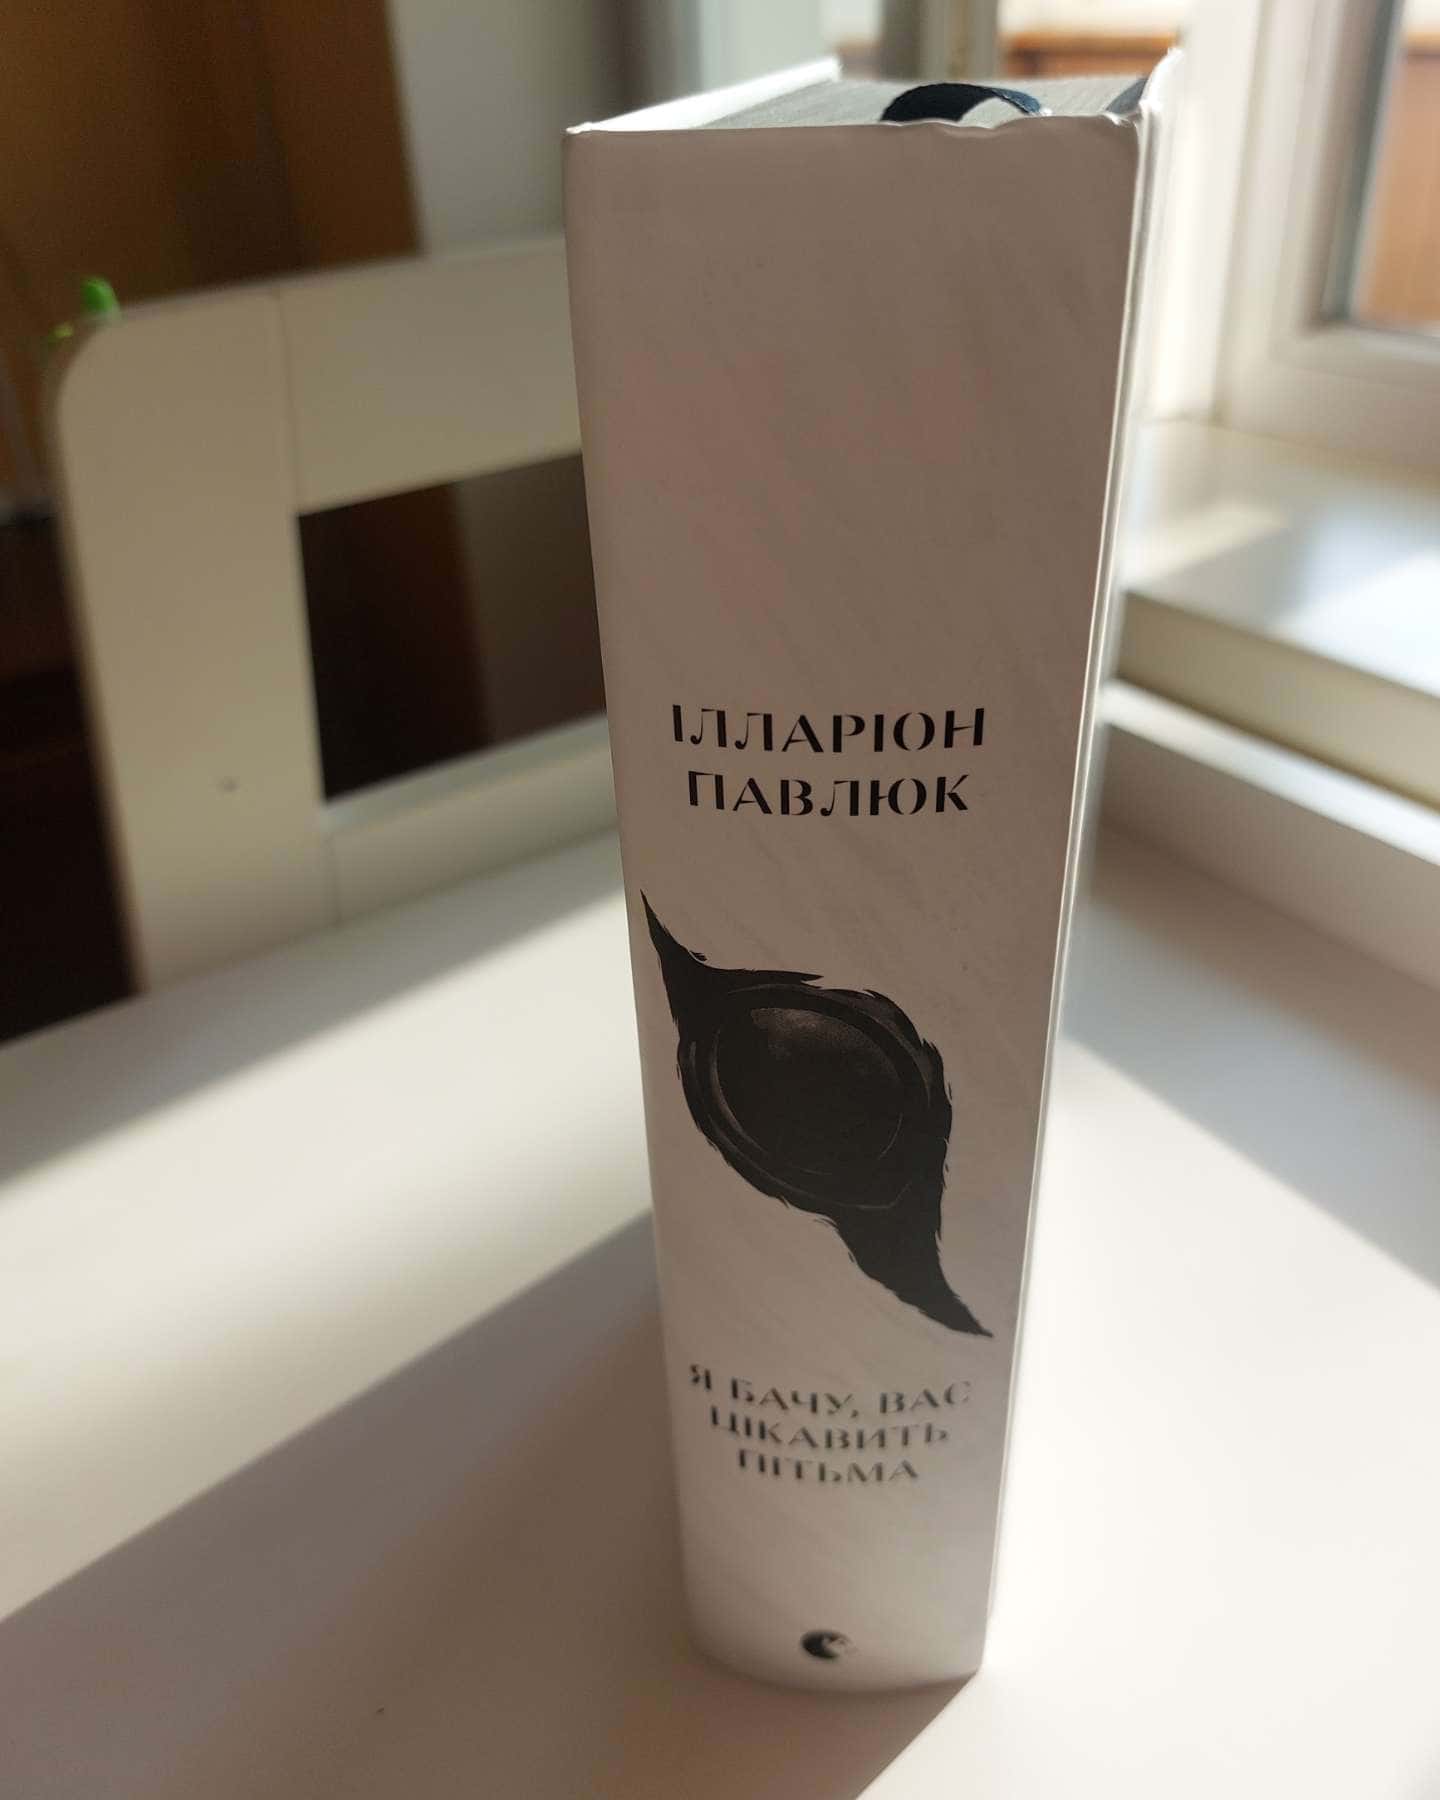 ІЛЛАРІОН
ПАВЛЮК
Я БАЧУ, ВАС
ЦІКАВИТЬ
ПІТЬМА